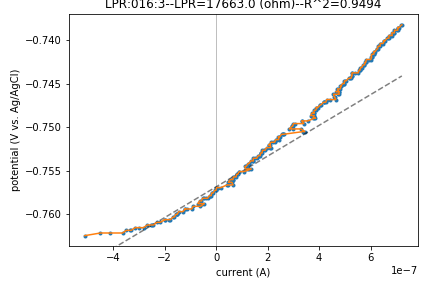 LPR:016:3--LPR=17663.0 (ohm)--R^2=0.9494
−0.740
−0.745
−0.750
−0.755
−0.760
potential (V vs. Ag/AgCl)
−4
−2
0
2
4
6
1e−7
current (A)